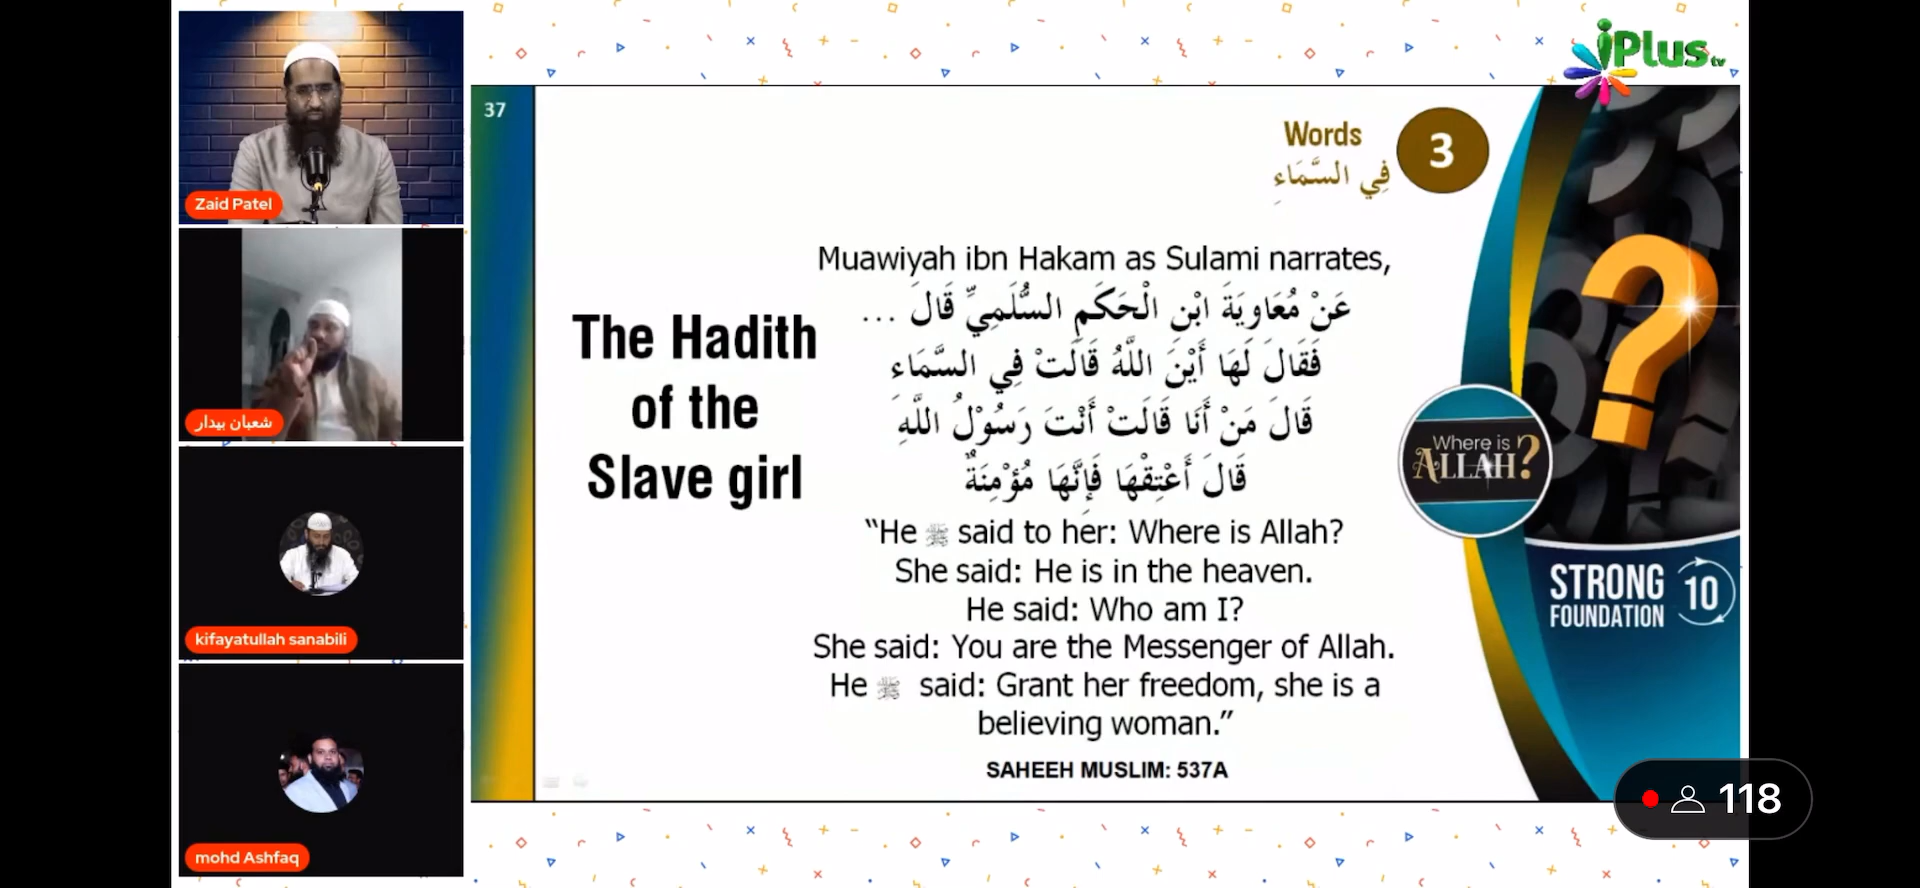 Zaid Patel
شعبان بيدار
kifayatullah sanabili
mohd Ashfaq
iPlus tv
37
Words
فِي السَّمَاءِ
3
The Hadith
of the
Slave girl
Muawiyah ibn Hakam as Sulami narrates,
عَنْ مُعَاوِيَةَ ابْنِ الْحَكَمِ السُّلَمِيِّ قَالَ ...
فَقَالَ لَهَا أَيْنَ اللَّهُ قَالَتْ فِي السَّمَاءِ
قَالَ مَنْ أَنَا قَالَتْ أَنْتَ رَسُوْلُ اللَّهِ
قَالَ أَعْتِقْهَا فَإِنَّهَا مُؤْمِنَةٌ
“He ﷺ said to her: Where is Allah?
She said: He is in the heaven.
He said: Who am I?
She said: You are the Messenger of Allah.
He ﷺ said: Grant her freedom, she is a
believing woman.”
SAHEEH MUSLIM: 537A
Where is
ALLAH?
STRONG
FOUNDATION
10
118